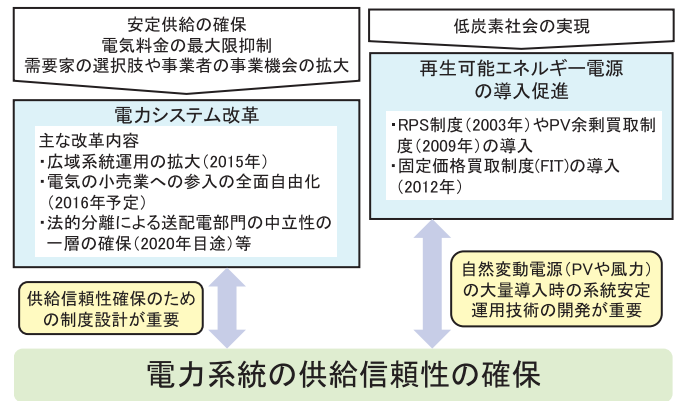 安定供給の確保
電気料金の最大限抑制
需要家の選択肢や事業者の事業機会の拡大
電力システム改革
主な改革内容
・広域系統運用の拡大（2015年）
・電気の小売業への参入の全面自由化
（2016年予定）
・法的分離による送配電部門の中立性の
一層の確保（2020年目途）等
供給信頼性確保のため
の制度設計が重要
低炭素社会の実現
再生可能エネルギー電源
の導入促進
・RPS制度（2003年）やPV余剰買取制
度（2009年）の導入
・固定価格買取制度(FIT)の導入
（2012年）
自然変動電源（PVや風力）
の大量導入時の系統安定
運用技術の開発が重要
電力系統の供給信頼性の確保